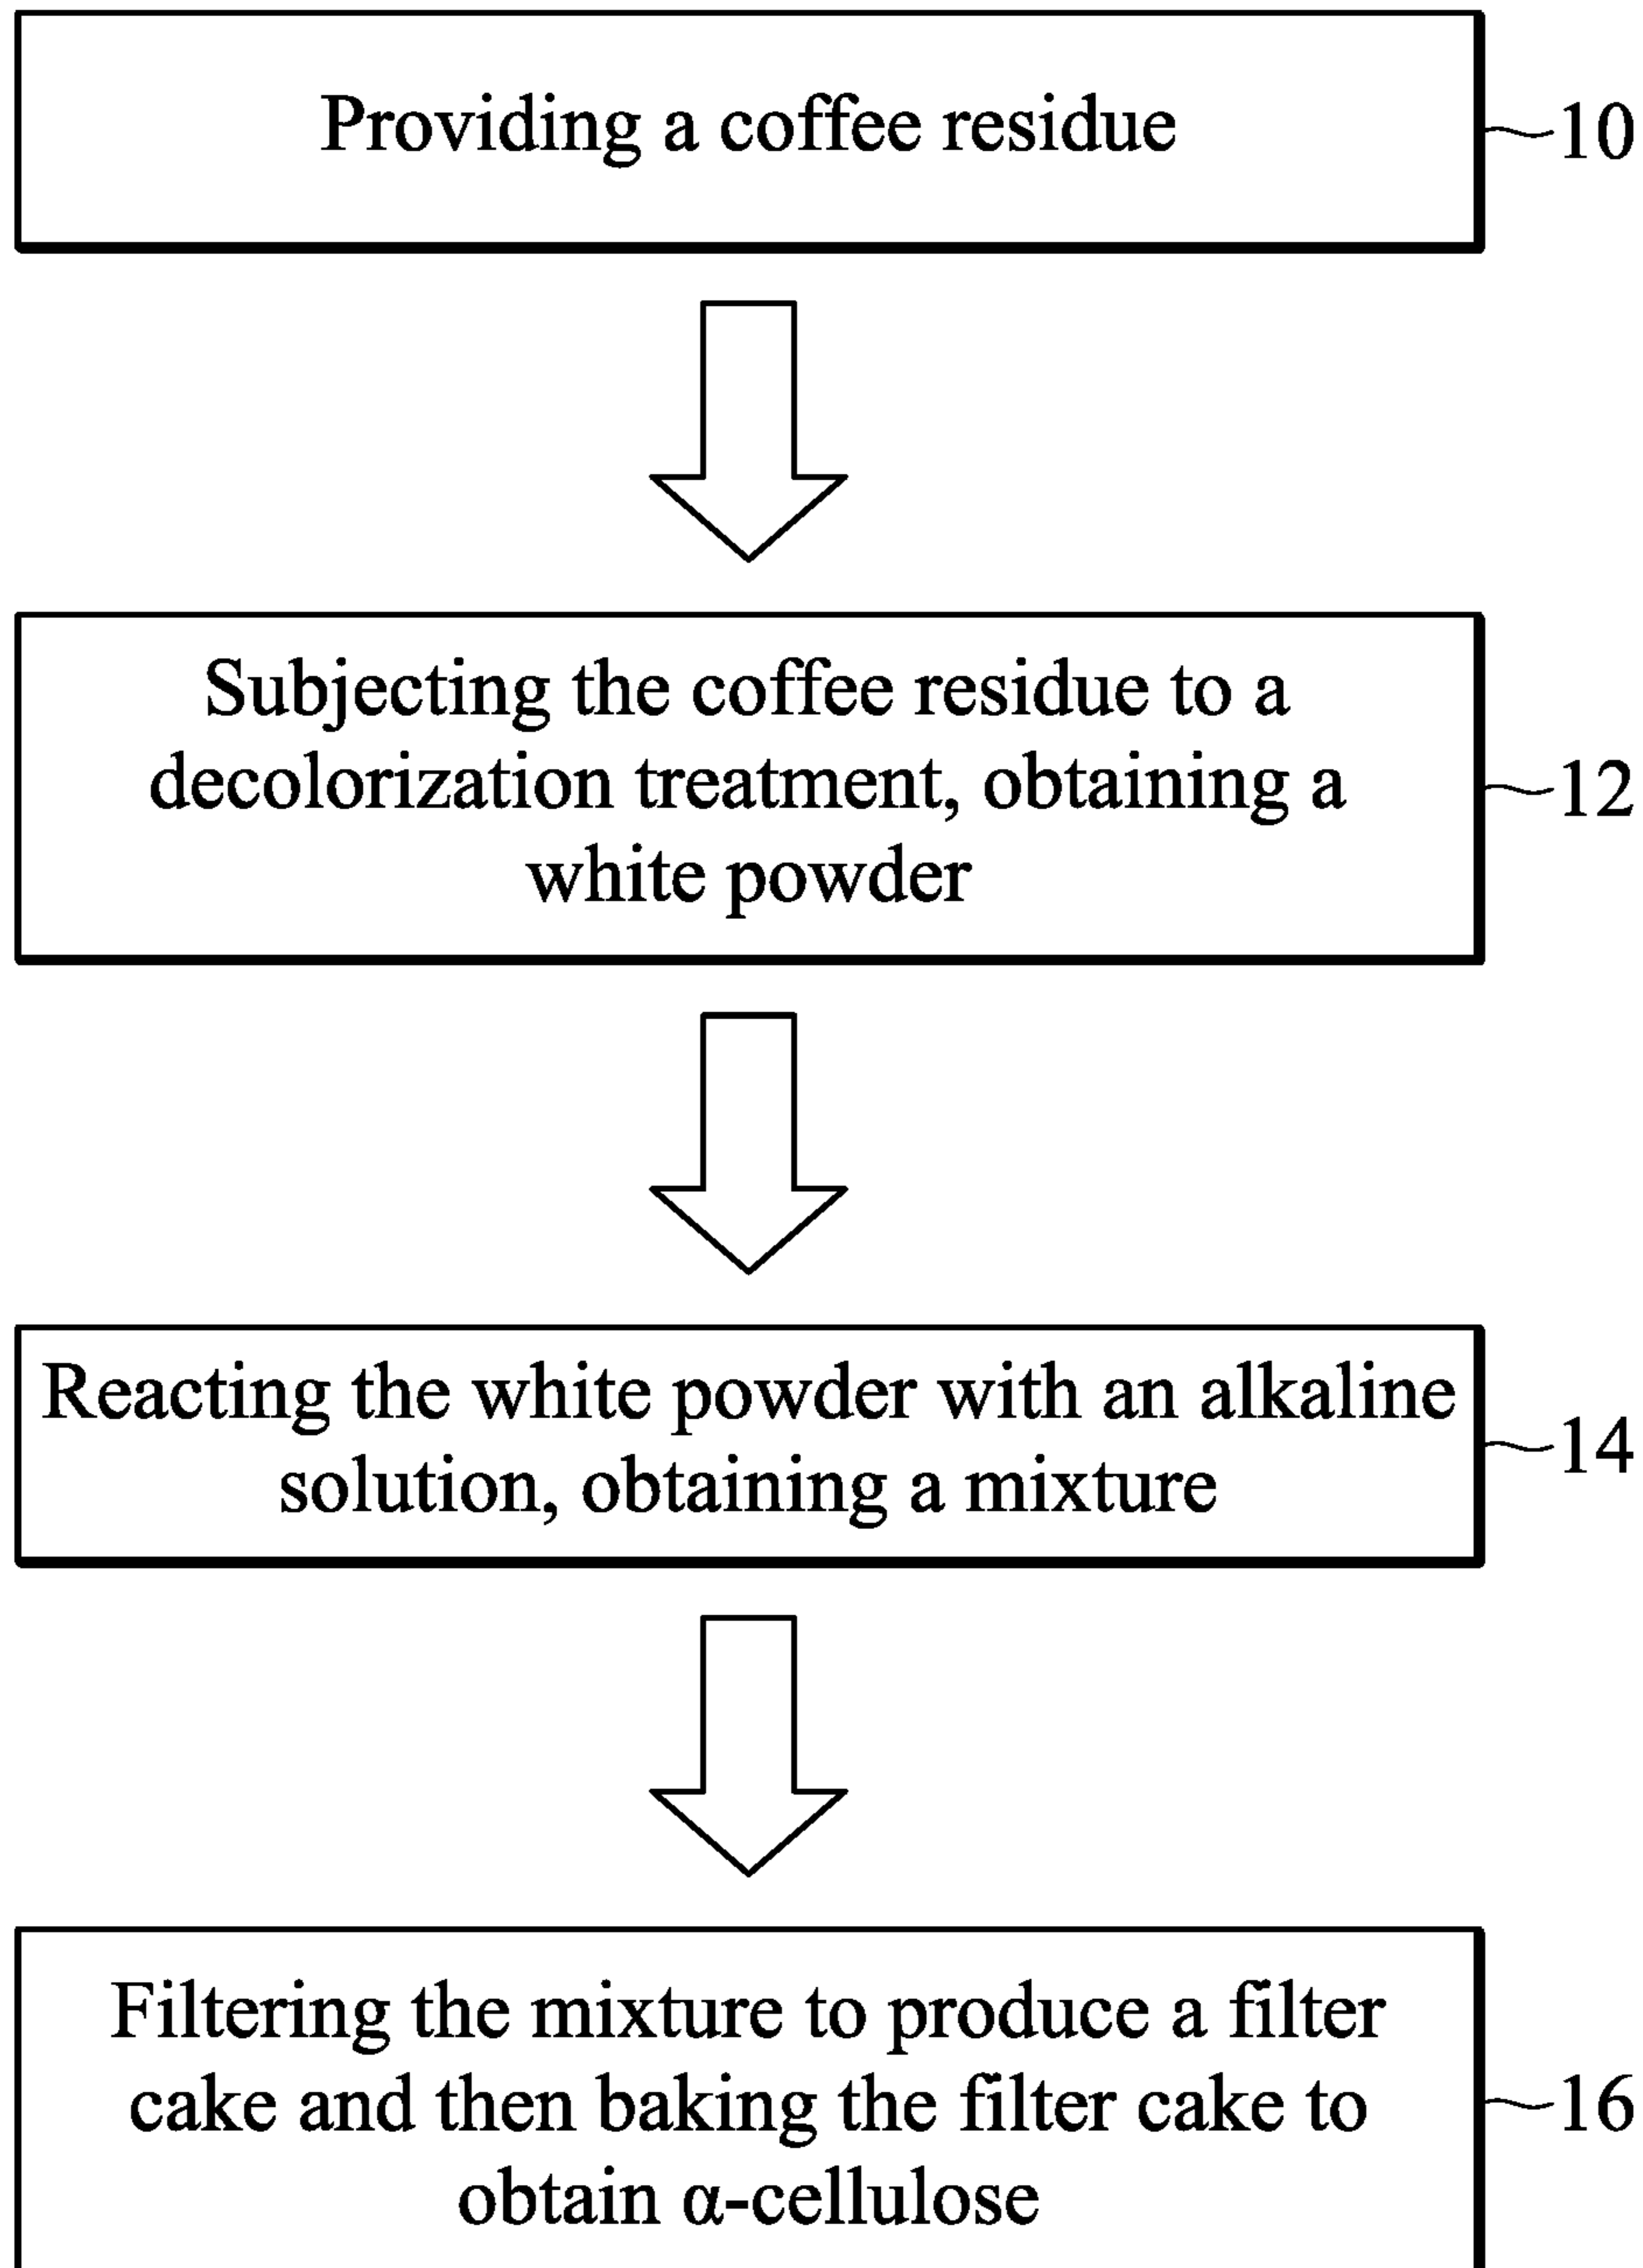 Providing a coffee residue
10
Subjecting the coffee residue to a
decolorization treatment, obtaining a
white powder
12
Reacting the white powder with an alkaline
solution, obtaining a mixture
14
Filtering the mixture to produce a filter
cake and then baking the filter cake to
obtain α-cellulose
16